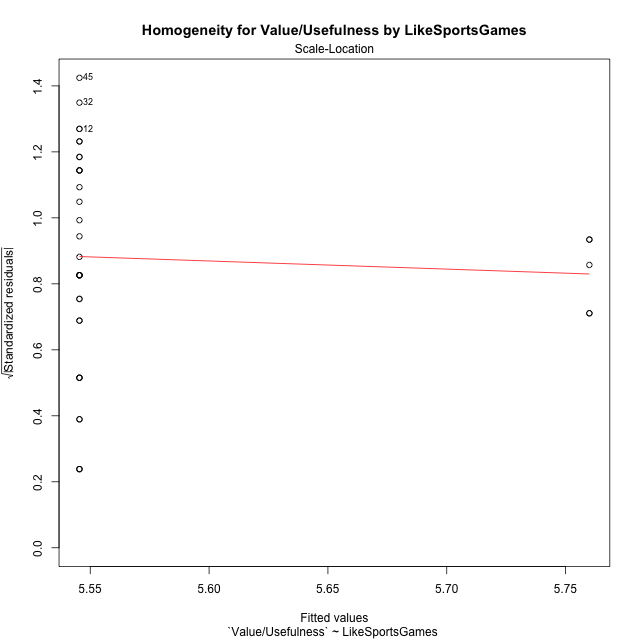 Homogeneity for Value/Usefulness by LikeSportsGames
Scale-Location
√|Standardized residuals|
1.4
1.2
1.0
0.8
0.6
0.4
0.2
0.0
45
32
12
5.55 5.60 5.65 5.70 5.75
Fitted values
`Value/Usefulness` ~ LikeSportsGames